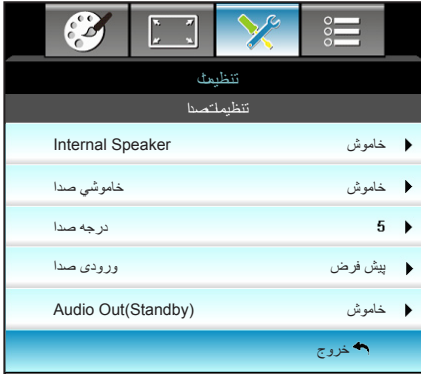 تنظیمات
تنظیمات صدا
Internal Speaker خاموش
خاموشي صدا خاموش
درجه صدا 5
ورودی صدا پیش فرض
Audio Out(Standby) خاموش
خروج